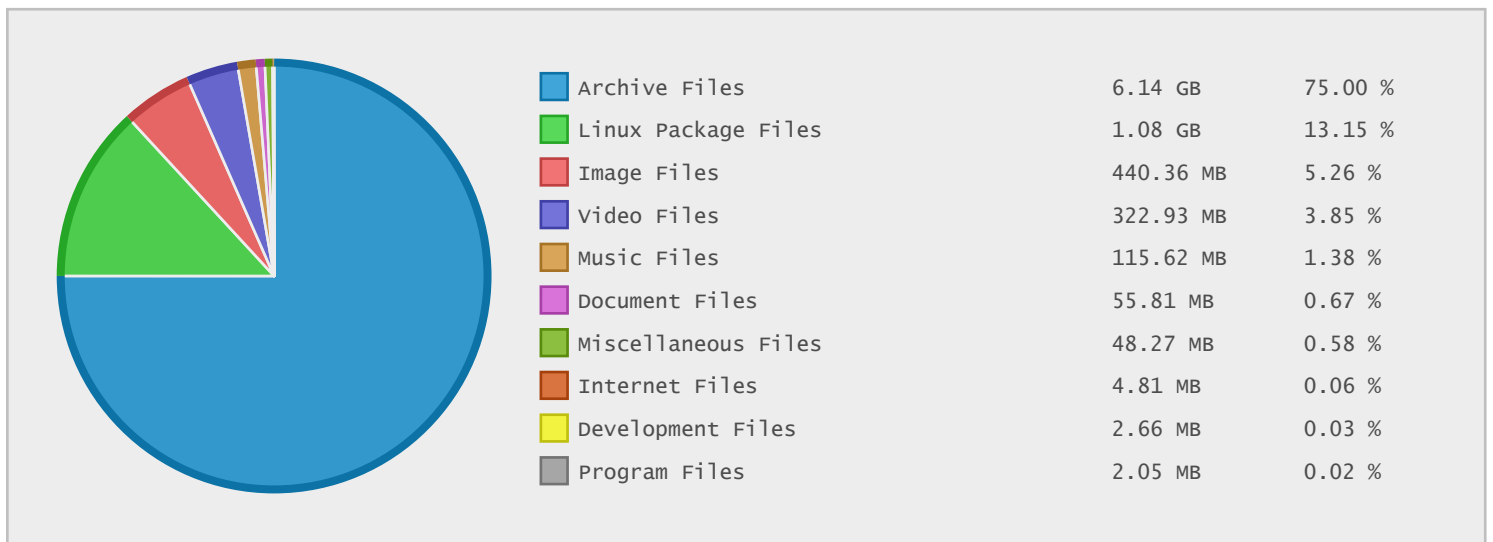 Archive Files 6.14 GB 75.00 %
Linux Package Files 1.08 GB 13.15 %
Image Files 440.36 MB 5.26 %
Video Files 322.93 MB 3.85 %
Music Files 115.62 MB 1.38 %
Document Files 55.81 MB 0.67 %
Miscellaneous Files 48.27 MB 0.58 %
Internet Files 4.81 MB 0.06 %
Development Files 2.66 MB 0.03 %
Program Files 2.05 MB 0.02 %